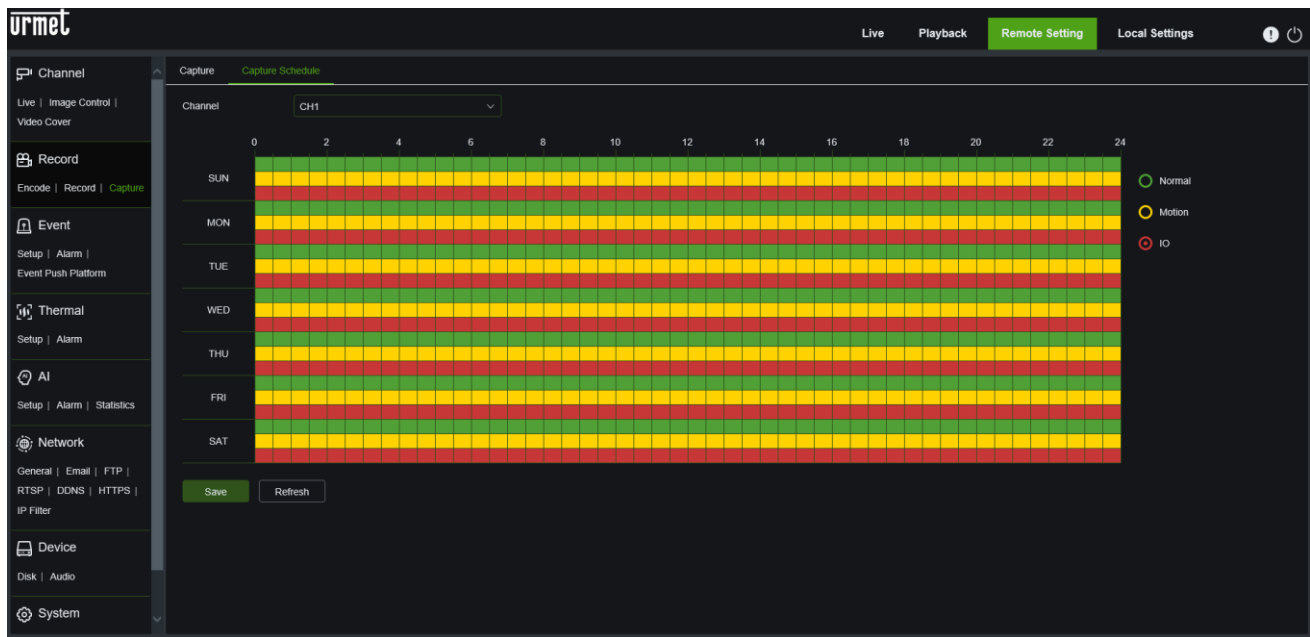 urmet
Live Playback Remote Setting Local Settings
Channel
Live | Image Control |
Video Cover
Record
Encode | Record | Capture
Event
Setup | Alarm |
Event Push Platform
Thermal
Setup | Alarm
AI
Setup | Alarm | Statistics
Network
General | Email | FTP |
RTSP | DDNS | HTTPS |
IP Filter
Device
Disk | Audio
System
Capture Capture Schedule
Channel CH1
0 2 4 6 8 10 12 14 16 18 20 22 24
SUN
MON
TUE
WED
THU
FRI
SAT
Normal
Motion
IO
Save Refresh